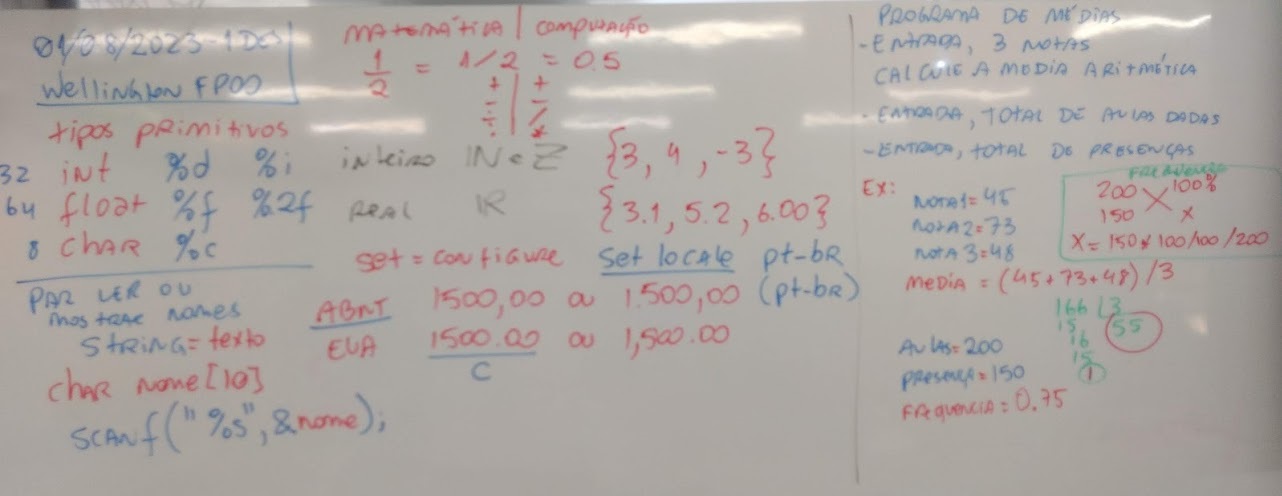 01/08/2023-1DES
Wellington FPOO
tipos primitivos
32 int %d %i inteiro IN e Z {3, 4, -3}
64 float %f %.2f REAL IR {3.1, 5.2, 6.00}
8 CHAR %c
PAR LER OU
MOSTRAR NOMES
STRING = texto
CHAR NOME[10]
SCANf("%s", &nome);
MATEMÁTICA | COMPUTAÇÃO
1/2 = 1/2 = 0.5
+ | +
- | -
÷ | /
. | *
set = configure Set locale pt-bR
ABNT 1500,00 ou 1.500,00 (pt-bR)
EUA 1500.00 ou 1,500.00
C
PROGRAMA DE MÉDIAS
- ENTRADA, 3 NOTAS
CALCULE A MEDIA ARITMÉTICA
- ENTRADA, TOTAL DE AULAS DADAS
- ENTRADA, TOTAL DE PRESENÇAS
EX:
NOTA1 = 45
NOTA2 = 73
NOTA 3 = 48
MEDIA = (45+73+48)/3
166 | 3
15 55
16
15
1
AULAS = 200
PRESENÇA = 150
FREQUENCIA = 0.75
FREQUENCIA
200 X 100%
150 X
X = 150 * 100/100/200